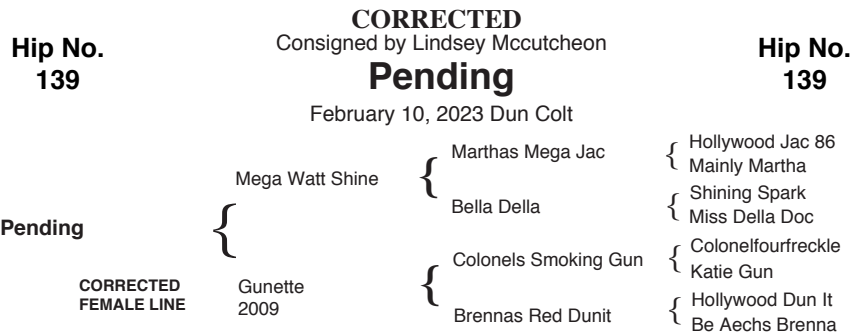 CORRECTED
Consigned by Lindsey Mccutcheon
Hip No.
139
Pending
Hip No.
139
February 10, 2023 Dun Colt
Hollywood Jac 86
Marthas Mega Jac
Mainly Martha
Mega Watt Shine
Shining Spark
Bella Della
Miss Della Doc
Pending
Colonelfourfreckle
Colonels Smoking Gun
Katie Gun
CORRECTED
FEMALE LINE
Gunette
2009
Hollywood Dun It
Brennas Red Dunit
Be Aechs Brenna